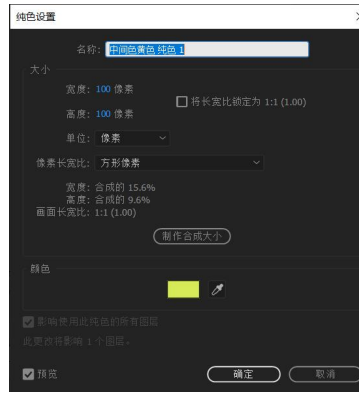 纯色设置
名称: 中间色黄色 纯色 1
大小
宽度: 100 像素
将长宽比锁定为 1:1 (1.00)
高度: 100 像素
单位: 像素
像素长宽比: 方形像素
宽度: 合成的 15.6%
高度: 合成的 9.6%
画面长宽比: 1:1 (1.00)
制作合成大小
颜色
影响使用此纯色的所有图层
此更改将影响 1 个图层。
预览
确定
取消